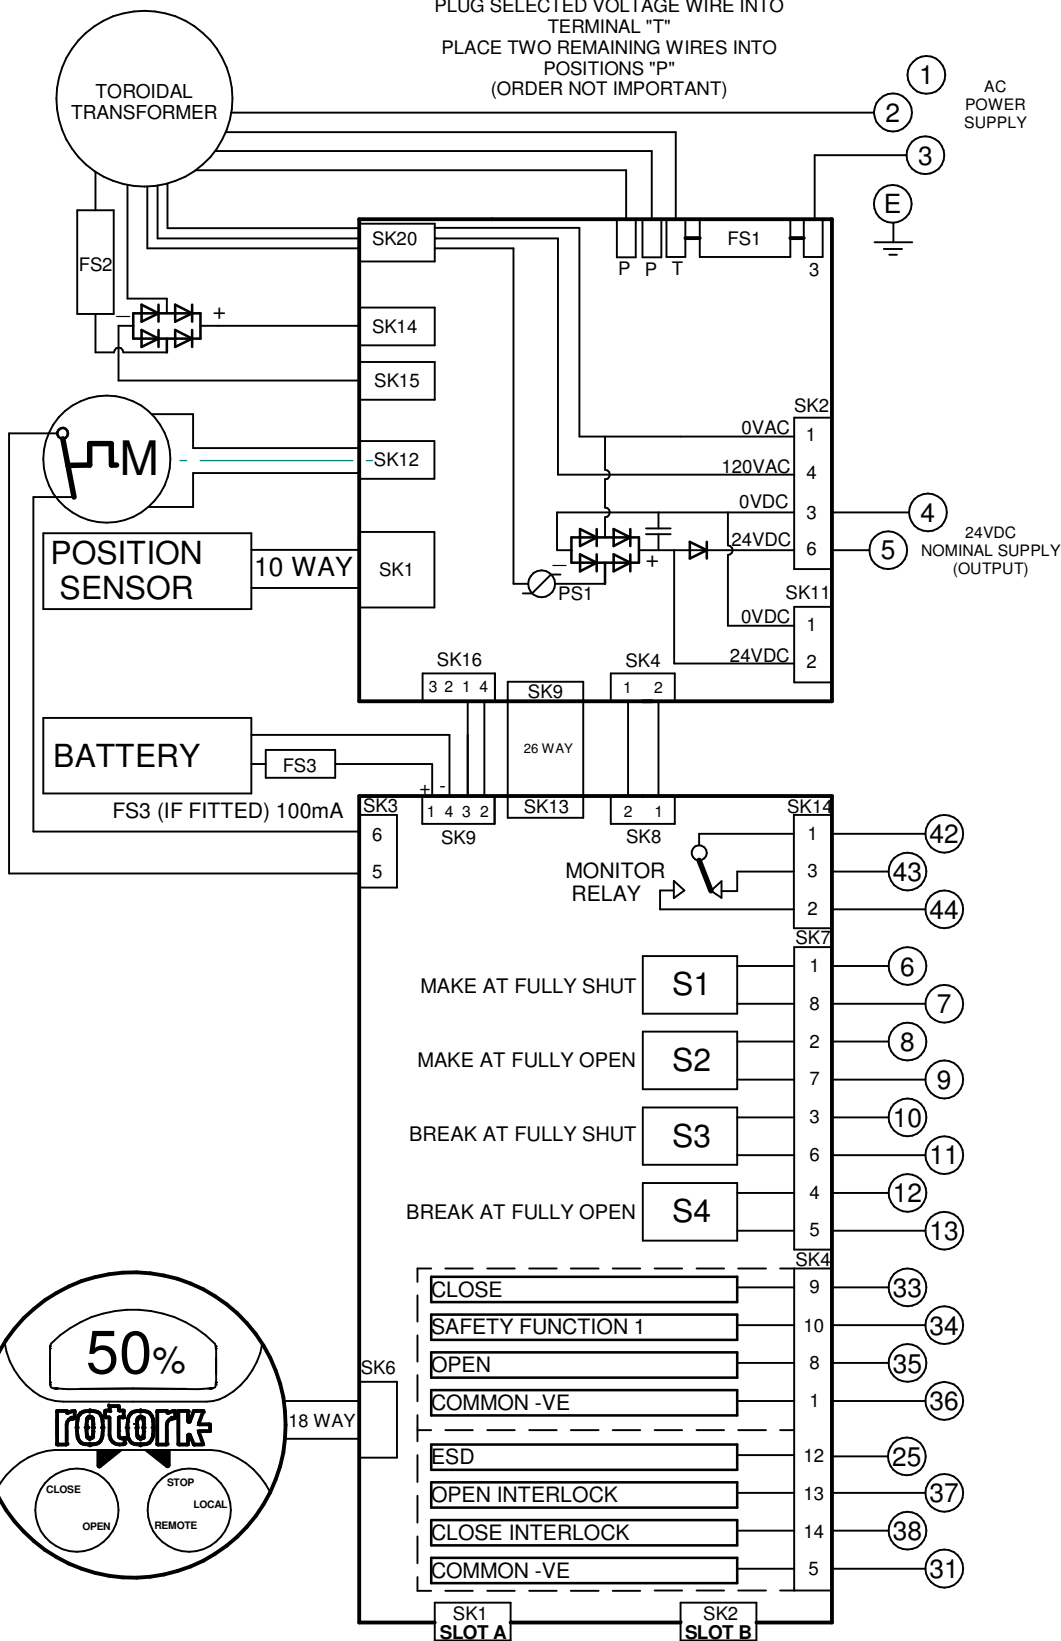 PLUG SELECTED VOLTAGE WIRE INTO
TERMINAL "T"
PLACE TWO REMAINING WIRES INTO
POSITIONS "P"
(ORDER NOT IMPORTANT)
TOROIDAL
TRANSFORMER
1
2
3
E
AC
POWER
SUPPLY
FS2
SK20
P P T
FS1
3
− +
SK14
SK15
M
SK12
SK2
0VAC 1
120VAC 4
0VDC 3
24VDC 6
4
5
24VDC
NOMINAL SUPPLY
(OUTPUT)
POSITION
SENSOR
10 WAY
SK1
− +
PS1
SK11
0VDC 1
24VDC 2
SK16
3 2 1 4
SK9
SK4
1 2
26 WAY
BATTERY
FS3
+ -
FS3 (IF FITTED) 100mA
SK3
6
5
1 4 3 2
SK9
SK13
2 1
SK8
MONITOR
RELAY
SK14
1 42
3 43
2 44
SK7
MAKE AT FULLY SHUT S1
1 6
8 7
MAKE AT FULLY OPEN S2
2 8
7 9
BREAK AT FULLY SHUT S3
3 10
6 11
BREAK AT FULLY OPEN S4
4 12
5 13
SK4
CLOSE 9 33
SAFETY FUNCTION 1 10 34
OPEN 8 35
COMMON -VE 1 36
ESD 12 25
OPEN INTERLOCK 13 37
CLOSE INTERLOCK 14 38
COMMON -VE 5 31
50%
rotork
CLOSE
OPEN
STOP
LOCAL
REMOTE
18 WAY
SK6
SK1
SLOT A
SK2
SLOT B